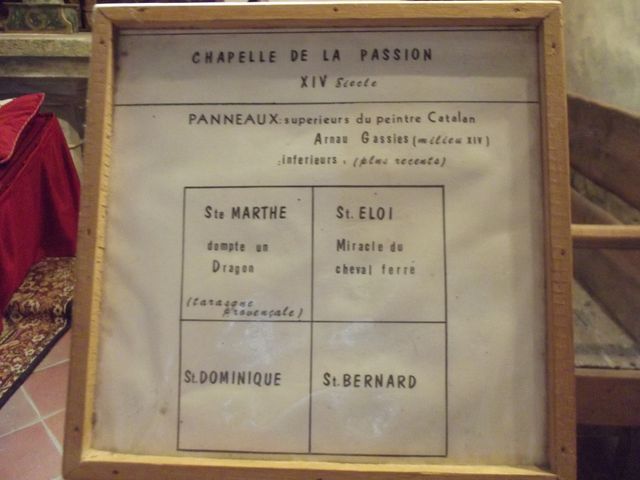 CHAPELLE DE LA PASSION
XIV Siecle
PANNEAUX: superieurs du peintre Catalan
Arnau Gassies (milieu XIV)
: inferieurs : (plus recents)
Ste MARTHE
dompte un
Dragon
(tarasque
Provençale)
St. ELOI
Miracle du
cheval ferré
St. DOMINIQUE
St. BERNARD